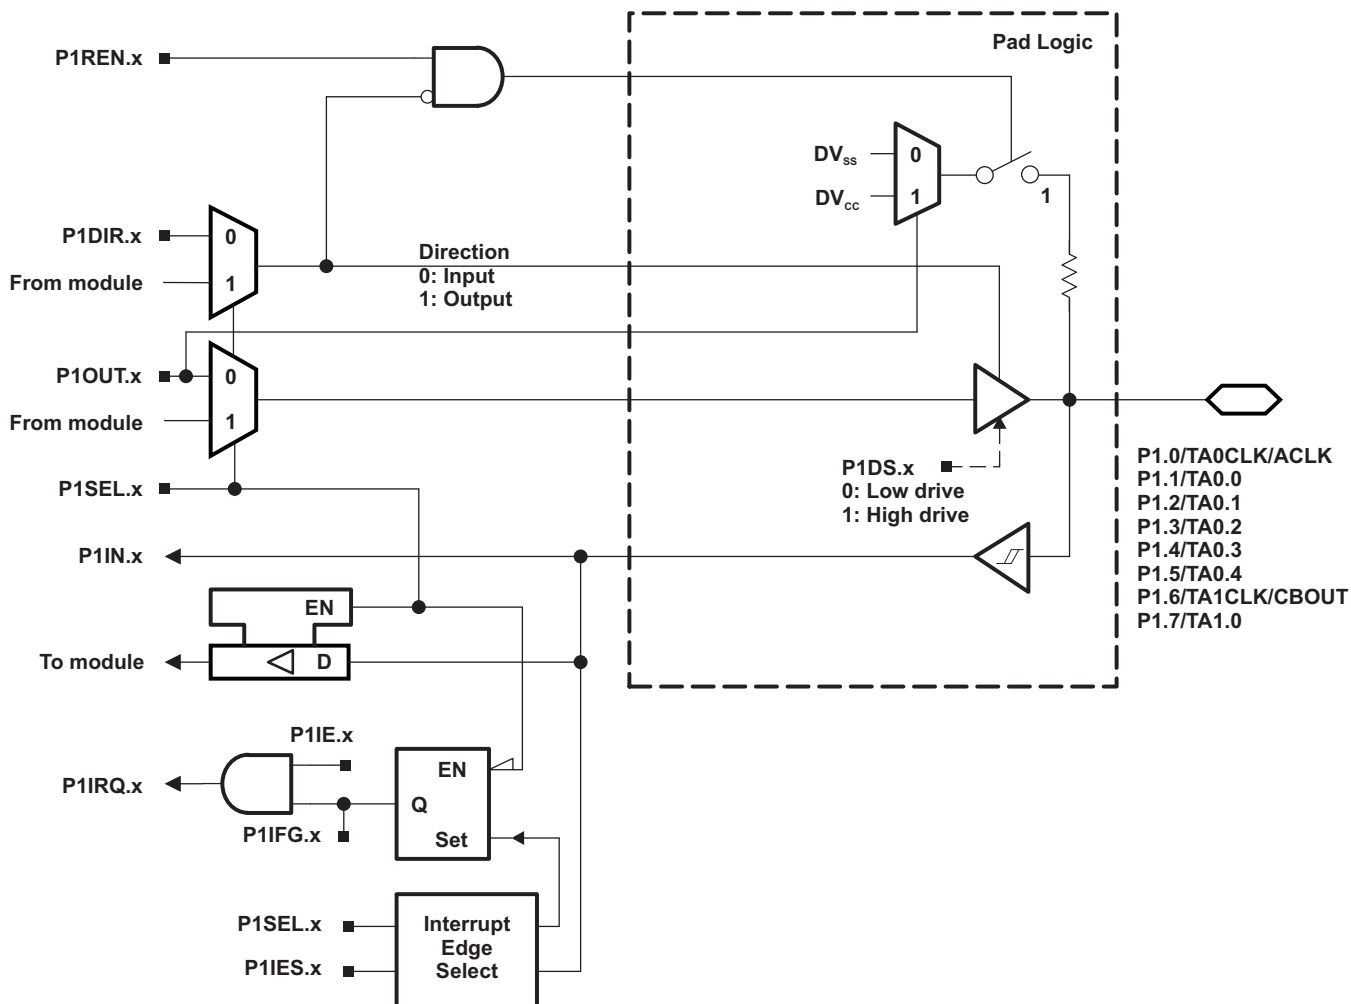 Pad Logic
P1REN.x
DVSS
0
DVCC
1
1
P1DIR.x
0
From module
1
Direction
0: Input
1: Output
P1OUT.x
0
From module
1
P1SEL.x
P1DS.x
0: Low drive
1: High drive
P1.0/TA0CLK/ACLK
P1.1/TA0.0
P1.2/TA0.1
P1.3/TA0.2
P1.4/TA0.3
P1.5/TA0.4
P1.6/TA1CLK/CBOUT
P1.7/TA1.0
P1IN.x
EN
To module
D
P1IE.x
P1IRQ.x
EN
Q
P1IFG.x
Set
P1SEL.x
P1IES.x
Interrupt
Edge
Select